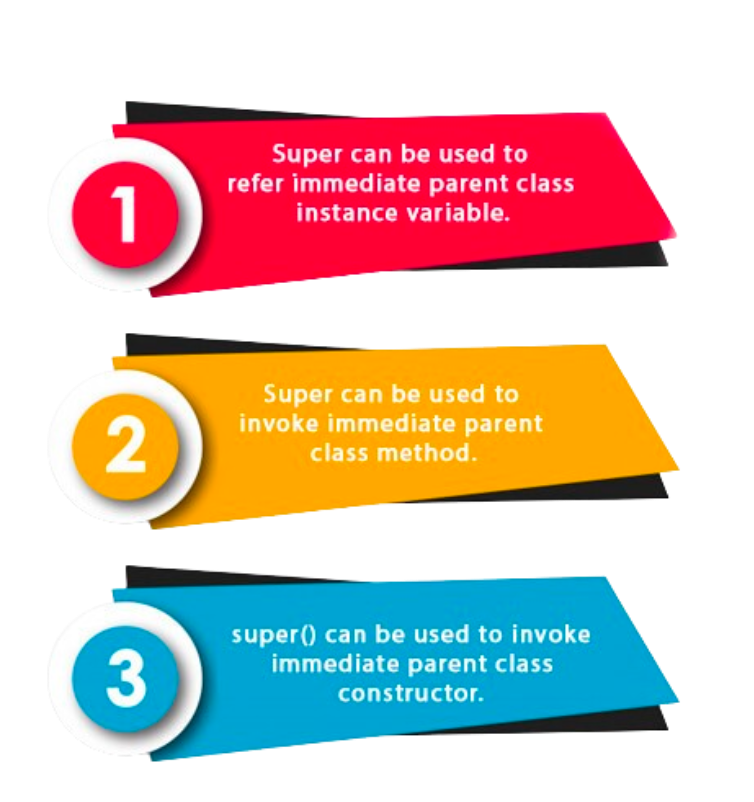 1
Super can be used to
refer immediate parent class
instance variable.
2
Super can be used to
invoke immediate parent
class method.
3
super() can be used to invoke
immediate parent class
constructor.